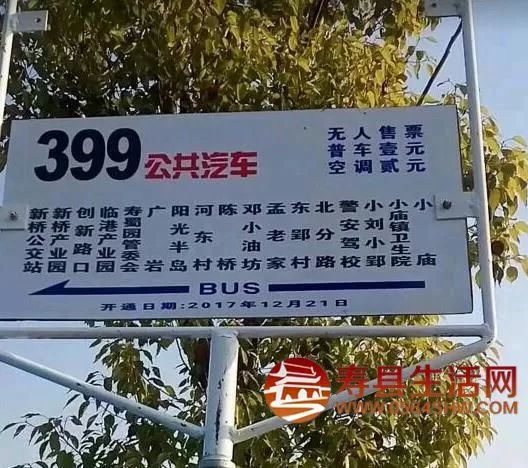 399公共汽车
无人售票
普车壹元
空调贰元
新桥公交站
新桥产业园
创新路口
临港产业园
寿蜀园管委会
广岩
阳光半岛
河东村
陈桥
邓小油坊
孟老家
东郢村
北分路
警安驾校
小刘小郢
小庙镇卫生院
小庙
BUS
开通日期:2017年12月21日
寿县生活网